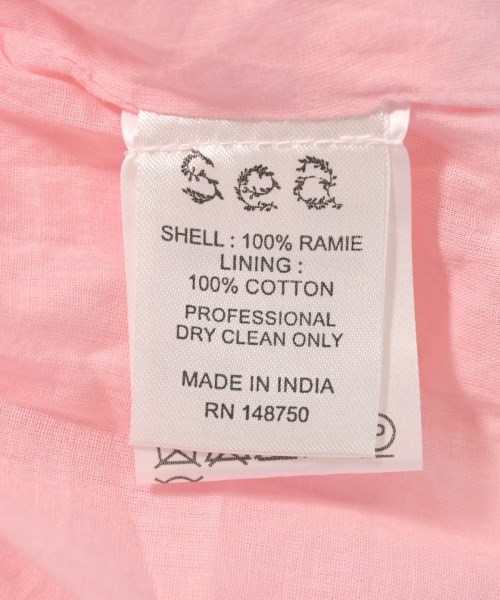 Sea
SHELL : 100% RAMIE
LINING :
100% COTTON
PROFESSIONAL
DRY CLEAN ONLY
MADE IN INDIA
RN 148750
P